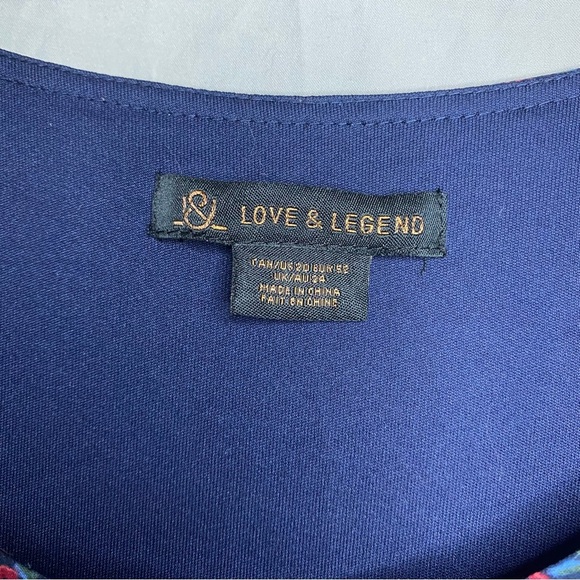 L&L LOVE & LEGEND
CAN/US 20 EUR 52
UK/AU 24
MADE IN CHINA
FAIT EN CHINE